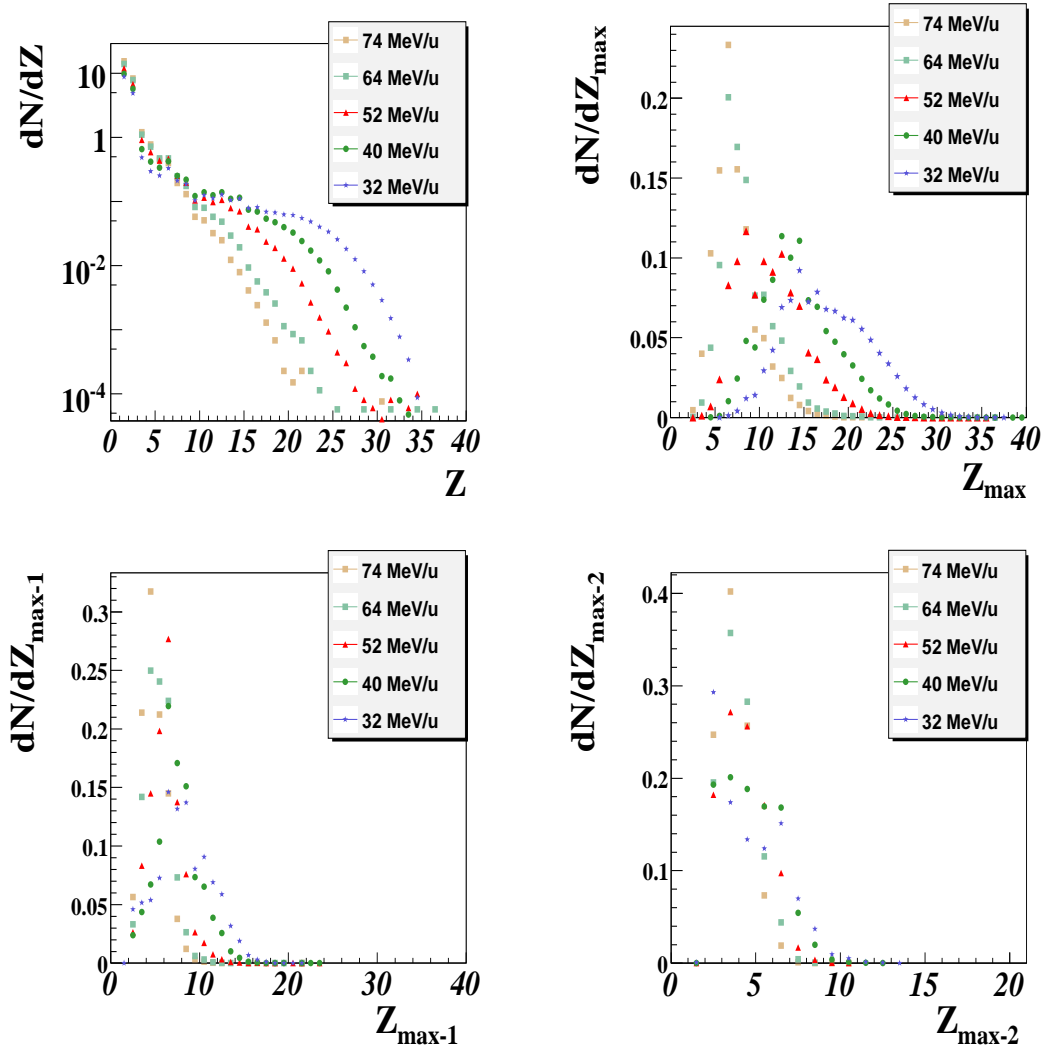 dN/dZ
10
1
10-2
10-4
0 5 10 15 20 25 30 35 40
Z
74 MeV/u
64 MeV/u
52 MeV/u
40 MeV/u
32 MeV/u
dN/dZmax
0.2
0.15
0.1
0.05
0
0 5 10 15 20 25 30 35 40
Zmax
74 MeV/u
64 MeV/u
52 MeV/u
40 MeV/u
32 MeV/u
dN/dZmax-1
0.3
0.25
0.2
0.15
0.1
0.05
0
0 10 20 30 40
Zmax-1
74 MeV/u
64 MeV/u
52 MeV/u
40 MeV/u
32 MeV/u
dN/dZmax-2
0.4
0.3
0.2
0.1
0
0 5 10 15 20
Zmax-2
74 MeV/u
64 MeV/u
52 MeV/u
40 MeV/u
32 MeV/u